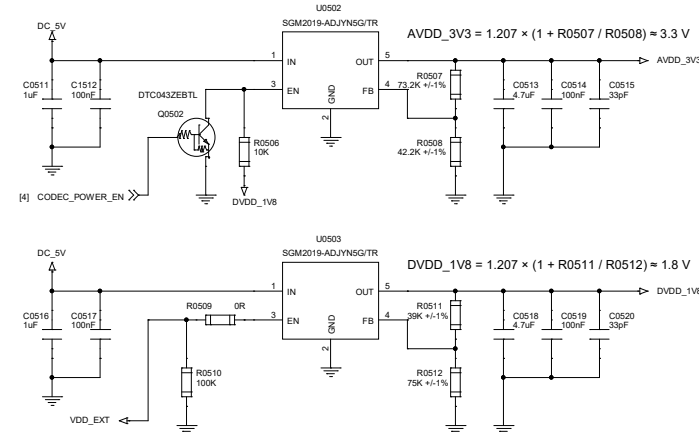 U0502
SGM2019-ADJYN5G/TR
DC_5V
AVDD_3V3 = 1.207 × (1 + R0507 / R0508) ≈ 3.3 V
1 IN OUT 5 AVDD_3V3
C0511
1uF
C1512
100nF
DTC043ZEBTL
Q0502
3 EN FB 4
GND
2
R0507
73.2K +/-1%
C0513
4.7uF
C0514
100nF
C0515
33pF
R0506
10K
R0508
42.2K +/-1%
[4] CODEC_POWER_EN
DVDD_1V8
U0503
SGM2019-ADJYN5G/TR
DC_5V
DVDD_1V8 = 1.207 × (1 + R0511 / R0512) ≈ 1.8 V
1 IN OUT 5 DVDD_1V8
C0516
1uF
C0517
100nF
R0509 0R
3 EN FB 4
GND
2
R0511
39K +/-1%
C0518
4.7uF
C0519
100nF
C0520
33pF
R0510
100K
R0512
75K +/-1%
VDD_EXT